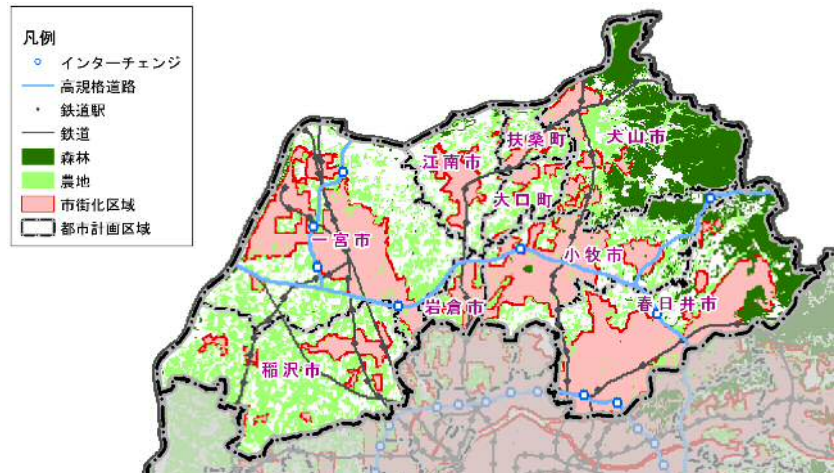 凡例
インターチェンジ
高規格道路
鉄道駅
鉄道
森林
農地
市街化区域
都市計画区域
犬山市
扶桑町
江南市
大口町
一宮市
小牧市
岩倉市
春日井市
稲沢市